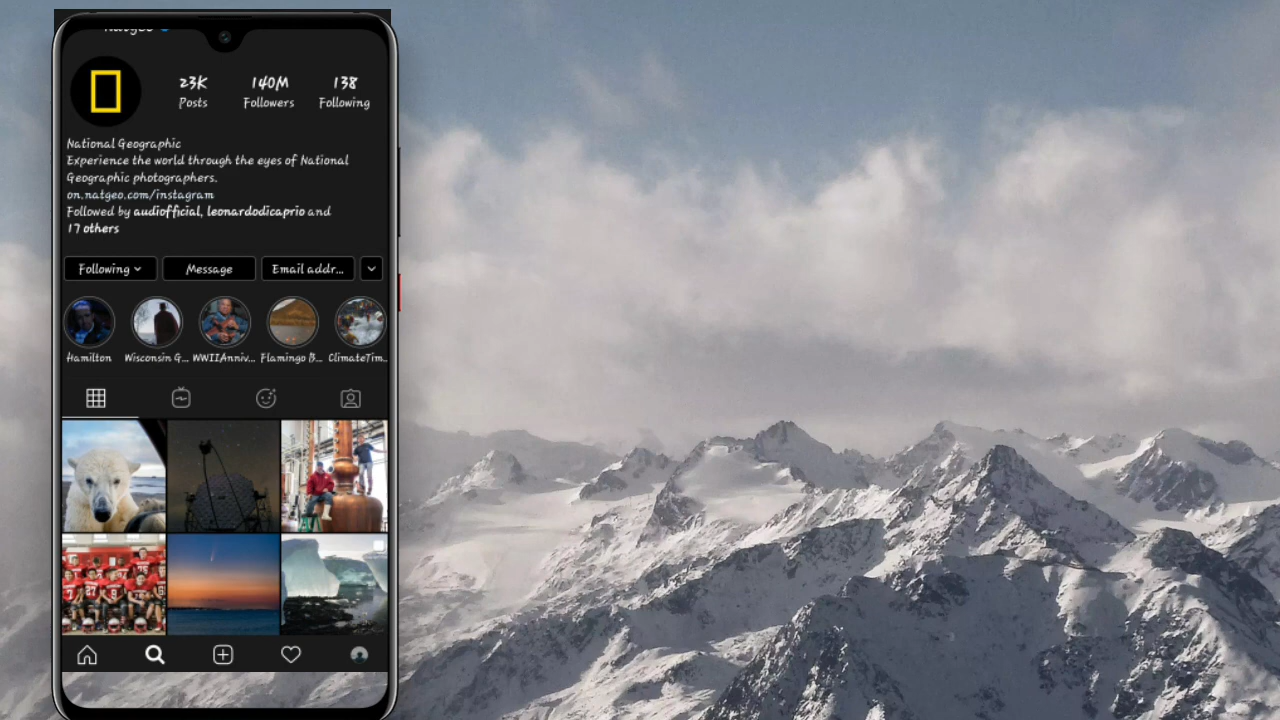 23K 140M 138
Posts Followers Following
National Geographic
Experience the world through the eyes of National
Geographic photographers.
on.natgeo.com/instagram
Followed by audiofficial, leonardodicaprio and
17 others
Following Message Email addr...
Hamilton Wisconsin G... WWIIAnniv... Flamingo B... ClimateTim...